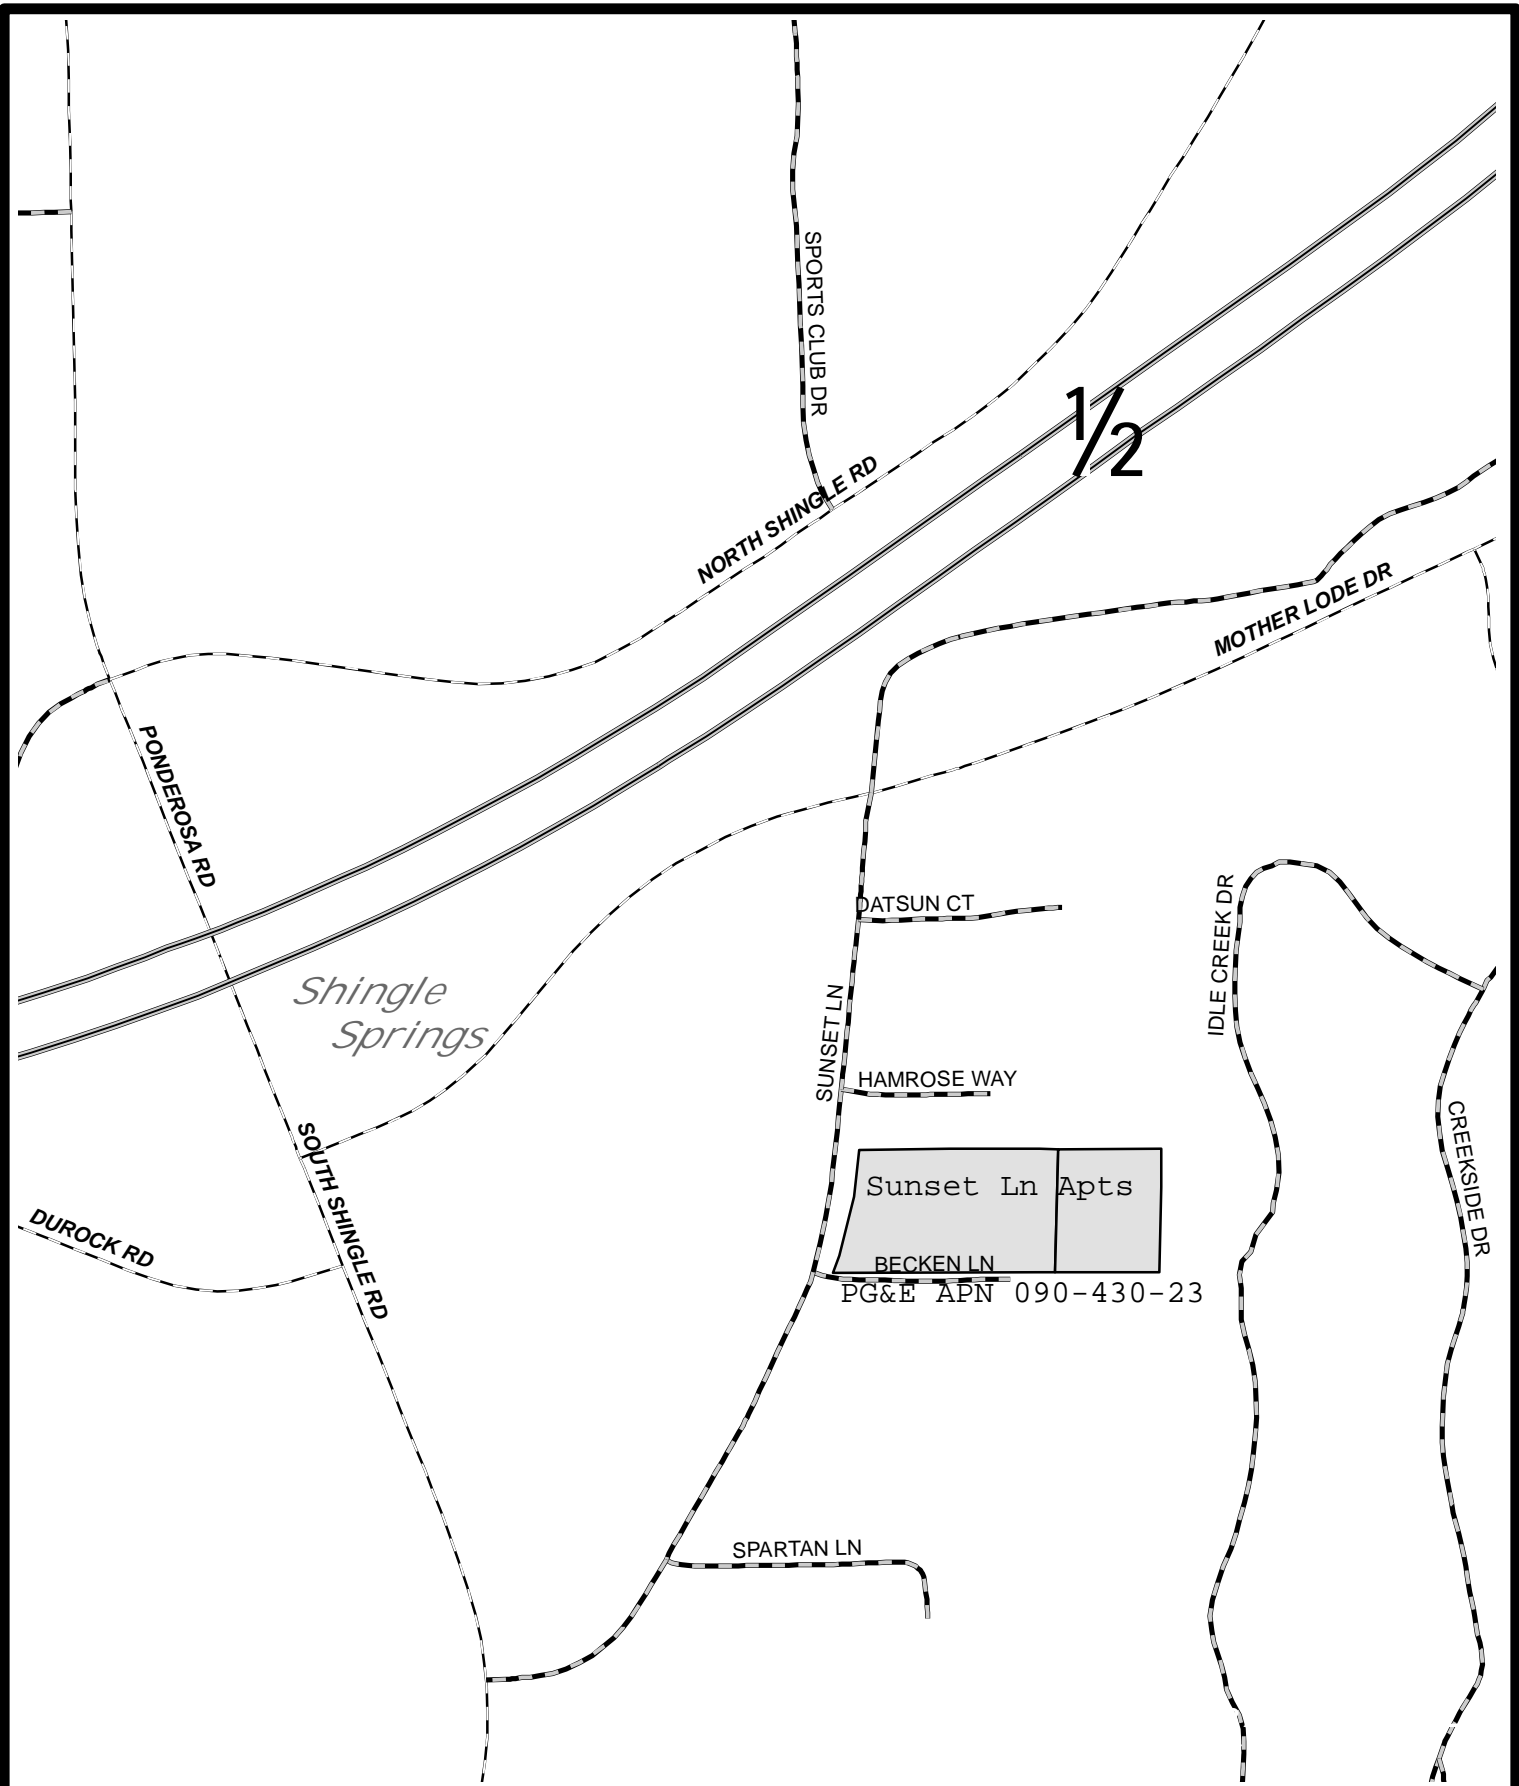 SPORTS CLUB DR
½
NORTH SHINGLE RD
MOTHER LODE DR
PONDEROSA RD
DATSUN CT
IDLE CREEK DR
Shingle
Springs
SUNSET LN
HAMROSE WAY
CREEKSIDE DR
SOUTH SHINGLE RD
Sunset Ln Apts
DUROCK RD
BECKEN LN
PG&E APN 090-430-23
SPARTAN LN